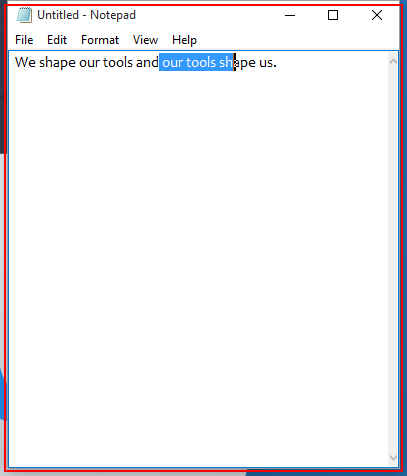 Untitled - Notepad
File Edit Format View Help
We shape our tools and our tools shape us.